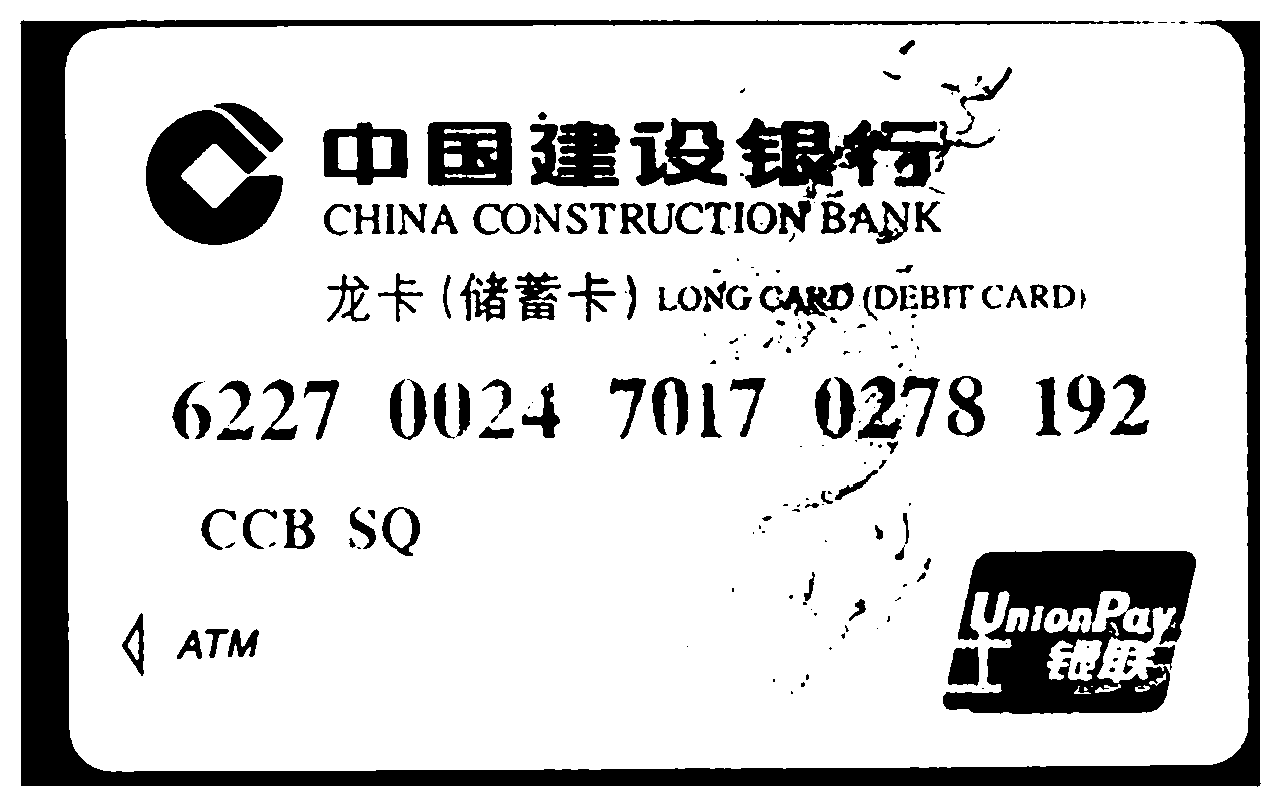 中国建设银行
CHINA CONSTRUCTION BANK
龙卡(储蓄卡) LONG CARD (DEBIT CARD)
6227 0024 7017 0278 192
CCB SQ
ATM
UnionPay
银联